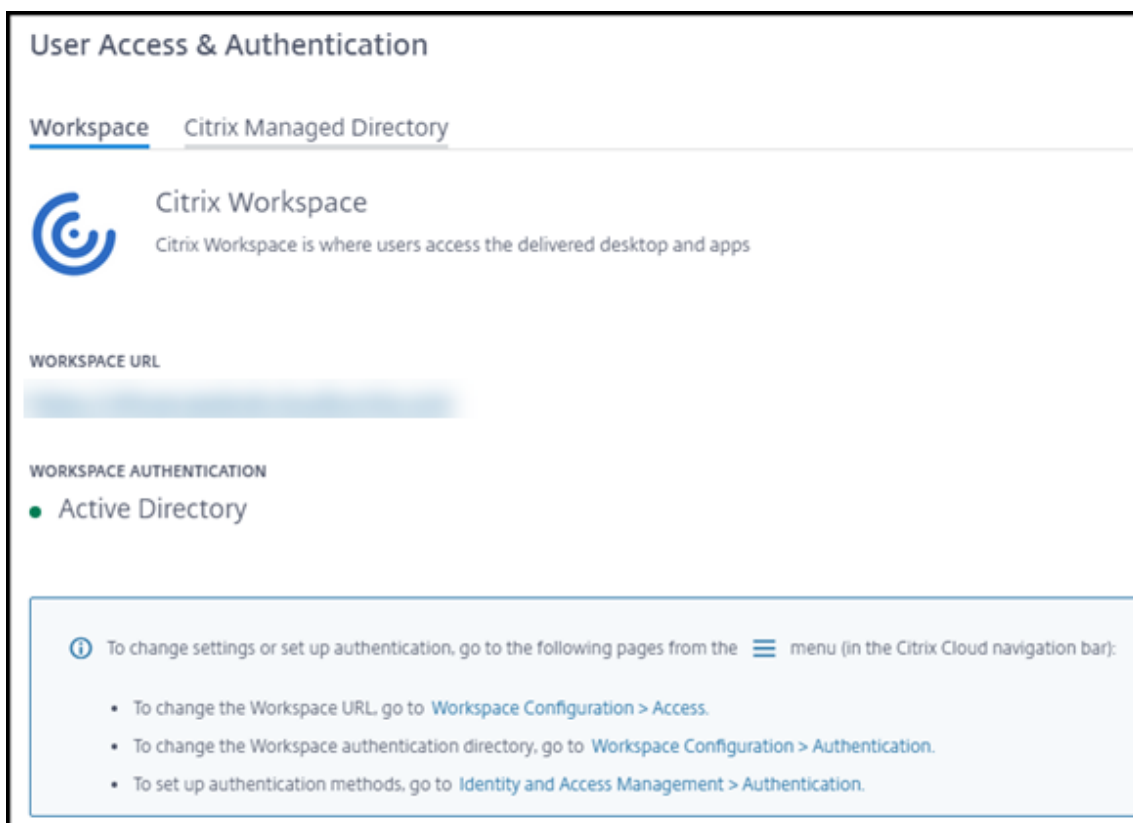 User Access & Authentication
Workspace Citrix Managed Directory
Citrix Workspace
Citrix Workspace is where users access the delivered desktop and apps
WORKSPACE URL
WORKSPACE AUTHENTICATION
Active Directory
To change settings or set up authentication, go to the following pages from the menu (in the Citrix Cloud navigation bar):
• To change the Workspace URL, go to Workspace Configuration > Access.
• To change the Workspace authentication directory, go to Workspace Configuration > Authentication.
• To set up authentication methods, go to Identity and Access Management > Authentication.